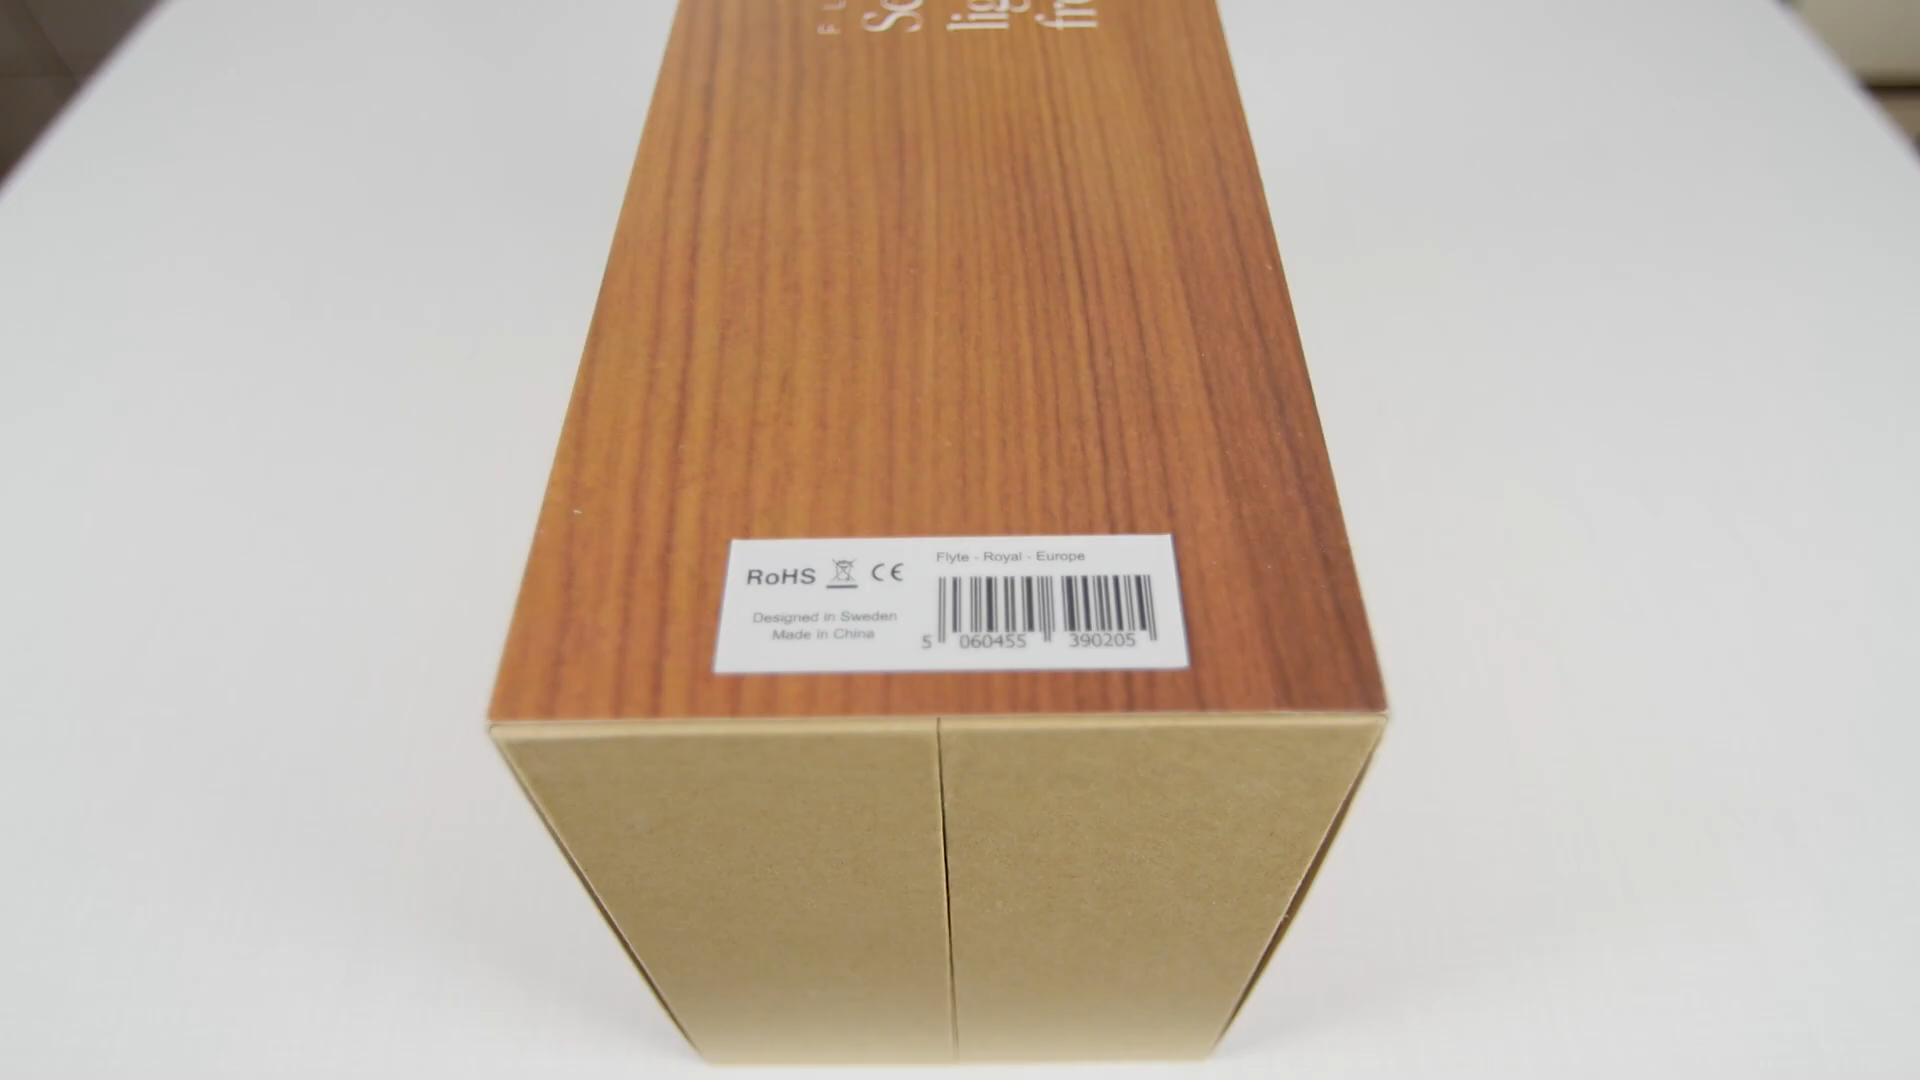 RoHS CE
Designed in Sweden
Made in China
Flyte - Royal - Europe
5 060455 390205